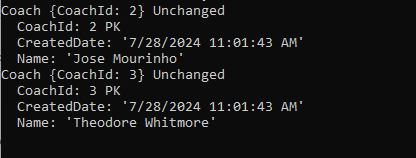 Coach {CoachId: 2} Unchanged
  CoachId: 2 PK
  CreatedDate: '7/28/2024 11:01:43 AM'
  Name: 'Jose Mourinho'
Coach {CoachId: 3} Unchanged
  CoachId: 3 PK
  CreatedDate: '7/28/2024 11:01:43 AM'
  Name: 'Theodore Whitmore'